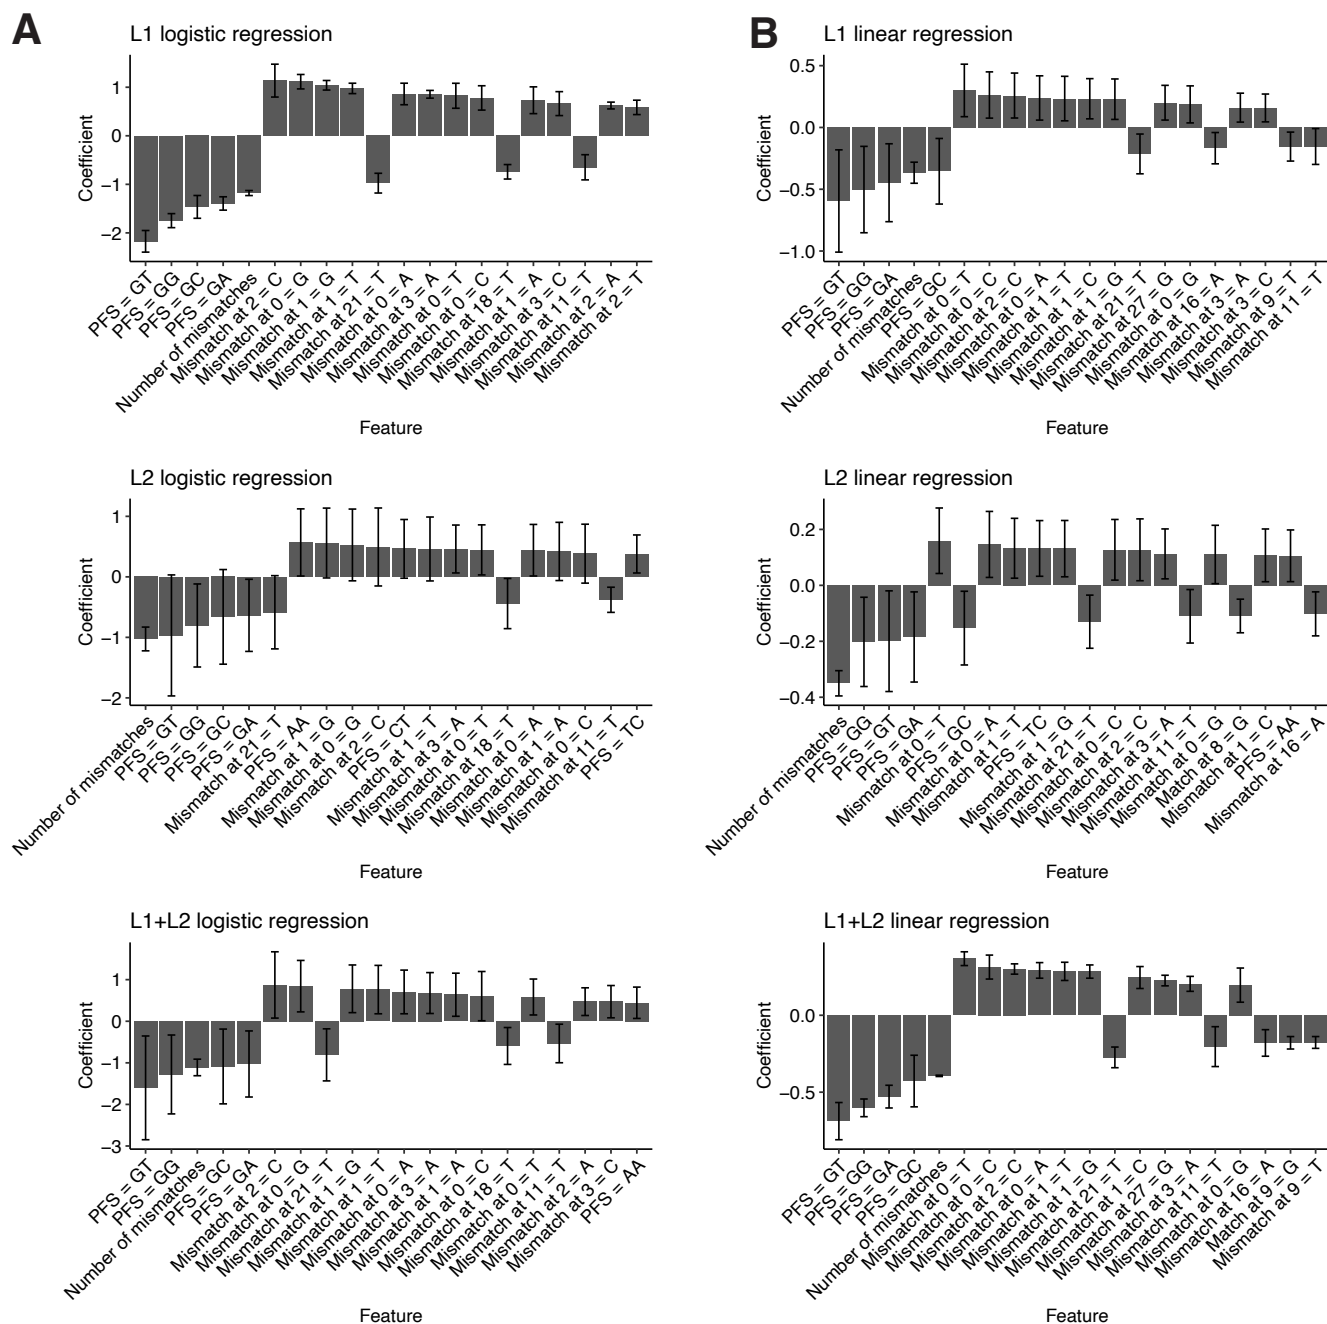 A
L1 logistic regression
Coefficient
1
0
−1
−2
PFS = GT
PFS = GG
PFS = GC
PFS = GA
Number of mismatches
Mismatch at 2 = C
Mismatch at 0 = G
Mismatch at 1 = G
Mismatch at 1 = T
Mismatch at 21 = T
Mismatch at 0 = A
Mismatch at 3 = A
Mismatch at 0 = T
Mismatch at 0 = C
Mismatch at 18 = T
Mismatch at 1 = A
Mismatch at 3 = C
Mismatch at 11 = T
Mismatch at 2 = A
Mismatch at 2 = T
Feature
L2 logistic regression
Coefficient
1
0
−1
−2
Number of mismatches
PFS = GT
PFS = GG
PFS = GC
PFS = GA
Mismatch at 21 = T
PFS = AA
Mismatch at 1 = G
Mismatch at 0 = G
Mismatch at 2 = C
PFS = CT
Mismatch at 1 = T
Mismatch at 3 = A
Mismatch at 0 = T
Mismatch at 18 = T
Mismatch at 0 = A
Mismatch at 1 = A
Mismatch at 0 = C
Mismatch at 11 = T
PFS = TC
Feature
L1+L2 logistic regression
Coefficient
1
0
−1
−2
−3
PFS = GT
PFS = GG
Number of mismatches
PFS = GC
PFS = GA
Mismatch at 2 = C
Mismatch at 0 = G
Mismatch at 21 = T
Mismatch at 1 = G
Mismatch at 1 = T
Mismatch at 0 = A
Mismatch at 3 = A
Mismatch at 1 = A
Mismatch at 0 = C
Mismatch at 18 = T
Mismatch at 0 = T
Mismatch at 11 = T
Mismatch at 2 = A
Mismatch at 3 = C
PFS = AA
Feature
B
L1 linear regression
Coefficient
0.5
0.0
−0.5
−1.0
PFS = GT
PFS = GG
PFS = GA
Number of mismatches
PFS = GC
Mismatch at 0 = T
Mismatch at 0 = C
Mismatch at 2 = C
Mismatch at 0 = A
Mismatch at 1 = T
Mismatch at 1 = C
Mismatch at 1 = G
Mismatch at 21 = T
Mismatch at 27 = G
Mismatch at 0 = G
Mismatch at 16 = A
Mismatch at 3 = A
Mismatch at 3 = C
Mismatch at 9 = T
Mismatch at 11 = T
Feature
L2 linear regression
Coefficient
0.2
0.0
−0.2
−0.4
Number of mismatches
PFS = GG
PFS = GT
PFS = GA
Mismatch at 0 = T
PFS = GC
Mismatch at 0 = A
Mismatch at 1 = T
PFS = TC
Mismatch at 1 = G
Mismatch at 21 = T
Mismatch at 0 = C
Mismatch at 2 = C
Mismatch at 3 = A
Mismatch at 11 = T
Mismatch at 0 = G
Match at 8 = G
Mismatch at 1 = C
PFS = AA
Mismatch at 16 = A
Feature
L1+L2 linear regression
Coefficient
0.0
−0.5
PFS = GT
PFS = GG
PFS = GA
PFS = GC
Number of mismatches
Mismatch at 0 = T
Mismatch at 0 = C
Mismatch at 2 = C
Mismatch at 0 = A
Mismatch at 1 = T
Mismatch at 1 = G
Mismatch at 21 = T
Mismatch at 1 = C
Mismatch at 27 = G
Mismatch at 3 = A
Mismatch at 11 = T
Mismatch at 0 = G
Mismatch at 16 = A
Match at 9 = G
Mismatch at 9 = T
Feature